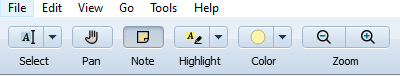 File Edit View Go Tools Help
A A
Select Pan Note Highlight Color Zoom